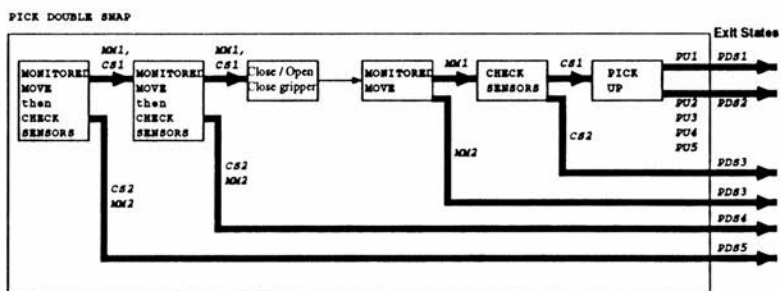 PICK DOUBLE SNAP
Exit States
MM1,
CS1
MM1,
CS1
MM1
CS1
PU1
PDS1
MONITORED
MOVE
then
CHECK
SENSORS
MONITORED
MOVE
then
CHECK
SENSORS
Close / Open
Close gripper
MONITORED
MOVE
CHECK
SENSORS
PICK
UP
PU2
PU3
PU4
PU5
PDS2
CS2
MM2
CS2
MM2
MM2
CS2
PDS3
PDS3
PDS4
PDS5